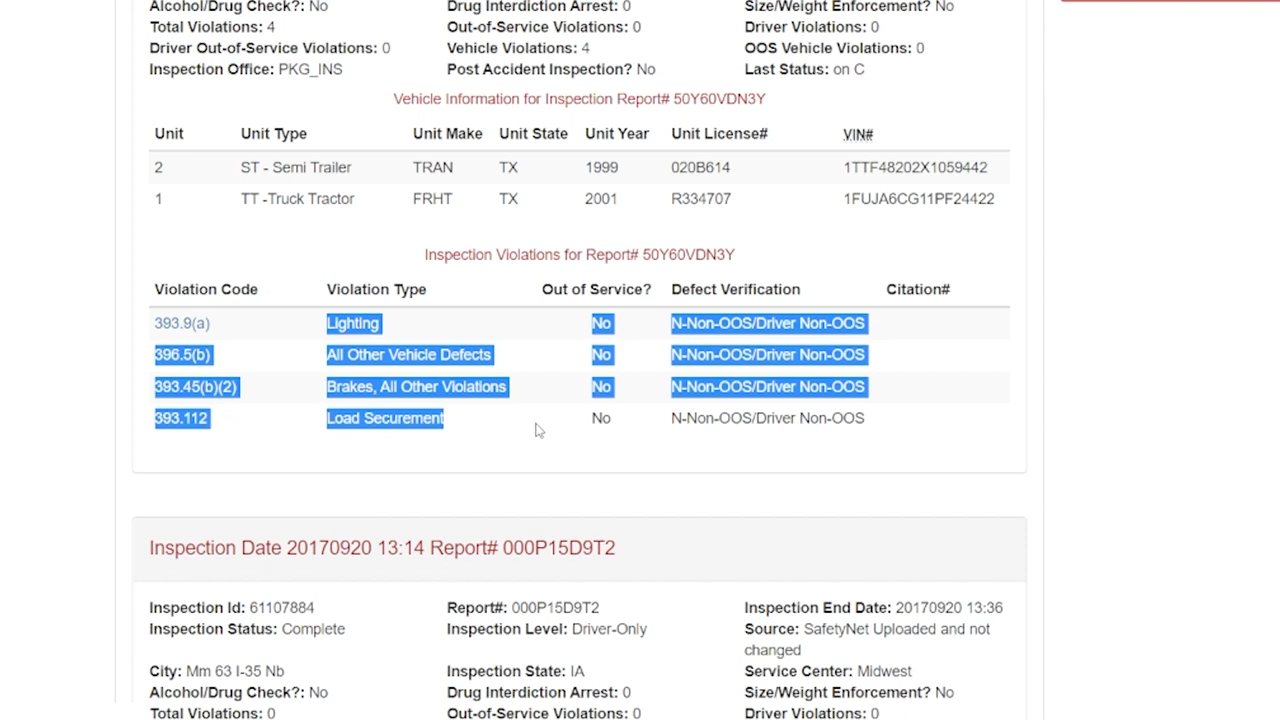 Alcohol/Drug Check?: No Drug Interdiction Arrest: 0 Size/Weight Enforcement? No
Total Violations: 4 Out-of-Service Violations: 0 Driver Violations: 0
Driver Out-of-Service Violations: 0 Vehicle Violations: 4 OOS Vehicle Violations: 0
Inspection Office: PKG_INS Post Accident Inspection? No Last Status: on C
Vehicle Information for Inspection Report# 50Y60VDN3Y
Unit Unit Type Unit Make Unit State Unit Year Unit License# VIN#
2 ST - Semi Trailer TRAN TX 1999 020B614 1TTF48202X1059442
1 TT -Truck Tractor FRHT TX 2001 R334707 1FUJA6CG11PF24422
Inspection Violations for Report# 50Y60VDN3Y
Violation Code Violation Type Out of Service? Defect Verification Citation#
393.9(a) Lighting No N-Non-OOS/Driver Non-OOS
396.5(b) All Other Vehicle Defects No N-Non-OOS/Driver Non-OOS
393.45(b)(2) Brakes, All Other Violations No N-Non-OOS/Driver Non-OOS
393.112 Load Securement No N-Non-OOS/Driver Non-OOS
Inspection Date 20170920 13:14 Report# 000P15D9T2
Inspection Id: 61107884 Report#: 000P15D9T2 Inspection End Date: 20170920 13:36
Inspection Status: Complete Inspection Level: Driver-Only Source: SafetyNet Uploaded and not
changed
City: Mm 63 I-35 Nb Inspection State: IA Service Center: Midwest
Alcohol/Drug Check?: No Drug Interdiction Arrest: 0 Size/Weight Enforcement? No
Total Violations: 0 Out-of-Service Violations: 0 Driver Violations: 0